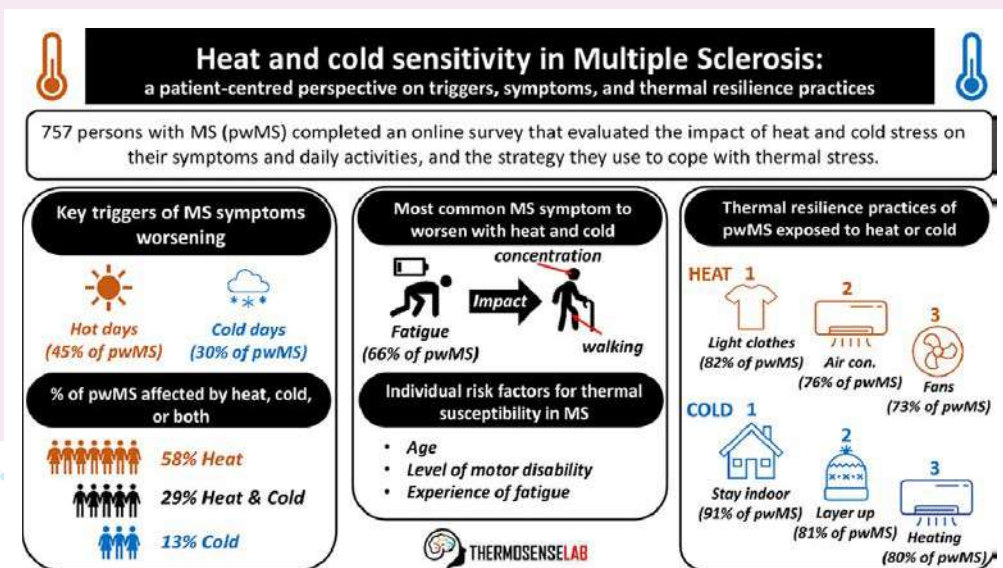 Heat and cold sensitivity in Multiple Sclerosis:
a patient-centred perspective on triggers, symptoms, and thermal resilience practices
757 persons with MS (pwMS) completed an online survey that evaluated the impact of heat and cold stress on
their symptoms and daily activities, and the strategy they use to cope with thermal stress.
Key triggers of MS symptoms
worsening
Hot days
(45% of pwMS)
Cold days
(30% of pwMS)
% of pwMS affected by heat, cold,
or both
58% Heat
29% Heat & Cold
13% Cold
Most common MS symptom to
worsen with heat and cold
concentration
Impact
Fatigue
(66% of pwMS)
walking
Individual risk factors for thermal
susceptibility in MS
• Age
• Level of motor disability
• Experience of fatigue
THERMOSENSELAB
Thermal resilience practices of
pwMS exposed to heat or cold
HEAT 1
Light clothes
(82% of pwMS)
2
Air con.
(76% of pwMS)
3
Fans
(73% of pwMS)
COLD 1
Stay indoor
(91% of pwMS)
2
Layer up
(81% of pwMS)
3
Heating
(80% of pwMS)